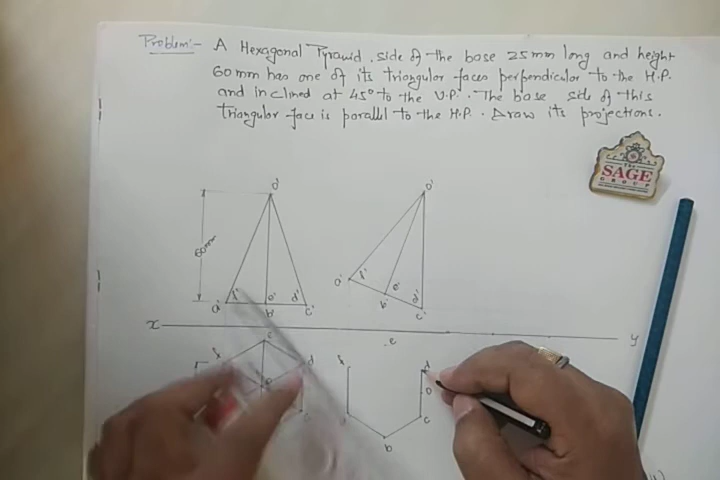 Problem:- A Hexagonal Pyramid, side of the base 25mm long and height
60mm has one of its triangular faces perpendicular to the H.P.
and inclined at 45° to the V.P. The base side of this
triangular face is parallel to the H.P. Draw its projections.
The
SAGE
GROUP
o' o'
60mm
a' f' e' d' c'
b'
a' f' e' d'
b' c'
x y
e
f e f d
d
o o
c
b